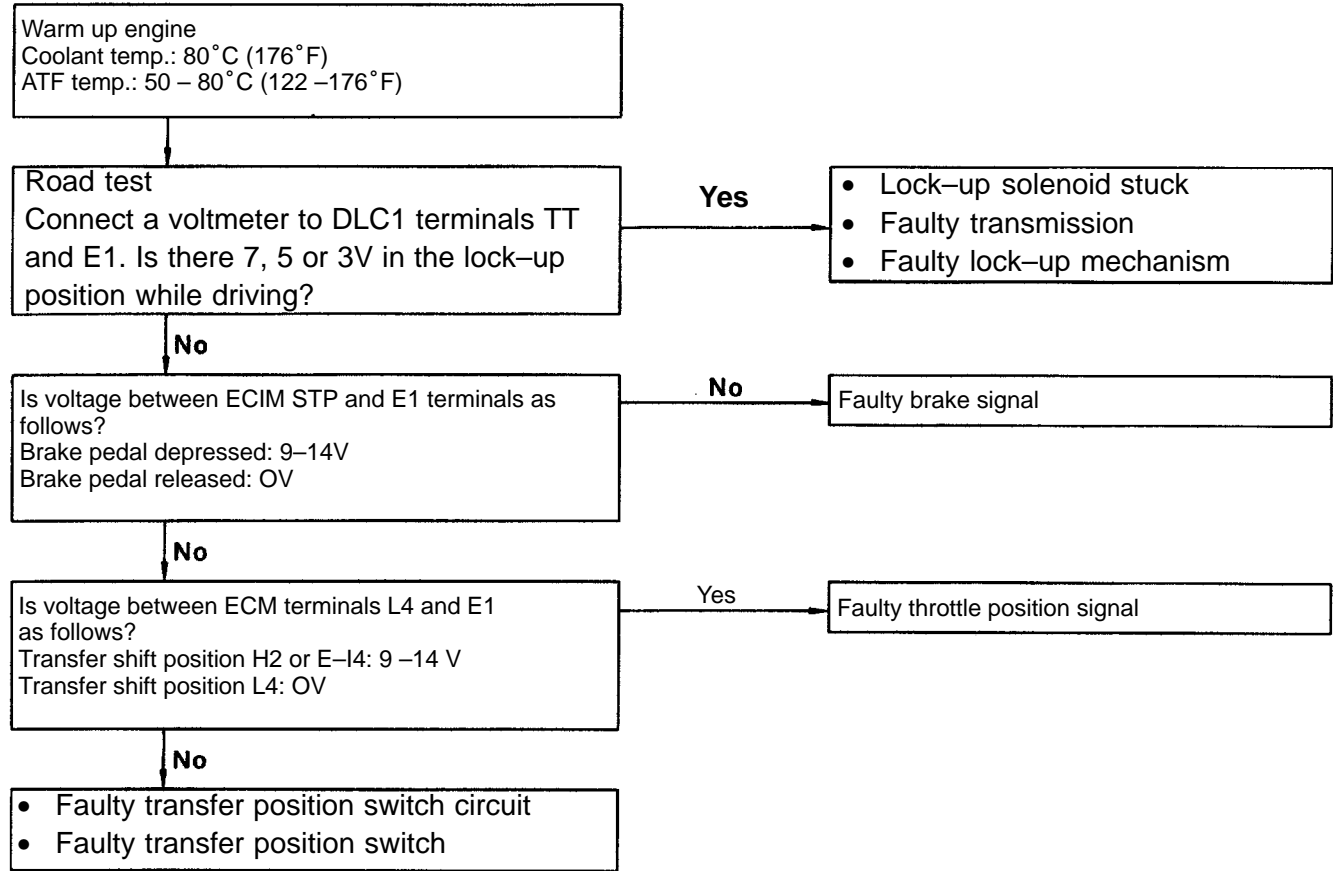 Warm up engine
Coolant temp.: 80˚C (176˚F)
ATF temp.: 50 – 80˚C (122 –176˚F)
Road test
Connect a voltmeter to DLC1 terminals TT
and E1. Is there 7, 5 or 3V in the lock–up
position while driving?
Yes
• Lock–up solenoid stuck
• Faulty transmission
• Faulty lock–up mechanism
No
Is voltage between ECIM STP and E1 terminals as
follows?
Brake pedal depressed: 9–14V
Brake pedal released: OV
No
Faulty brake signal
No
Is voltage between ECM terminals L4 and E1
as follows?
Transfer shift position H2 or E–I4: 9 –14 V
Transfer shift position L4: OV
Yes
Faulty throttle position signal
No
• Faulty transfer position switch circuit
• Faulty transfer position switch